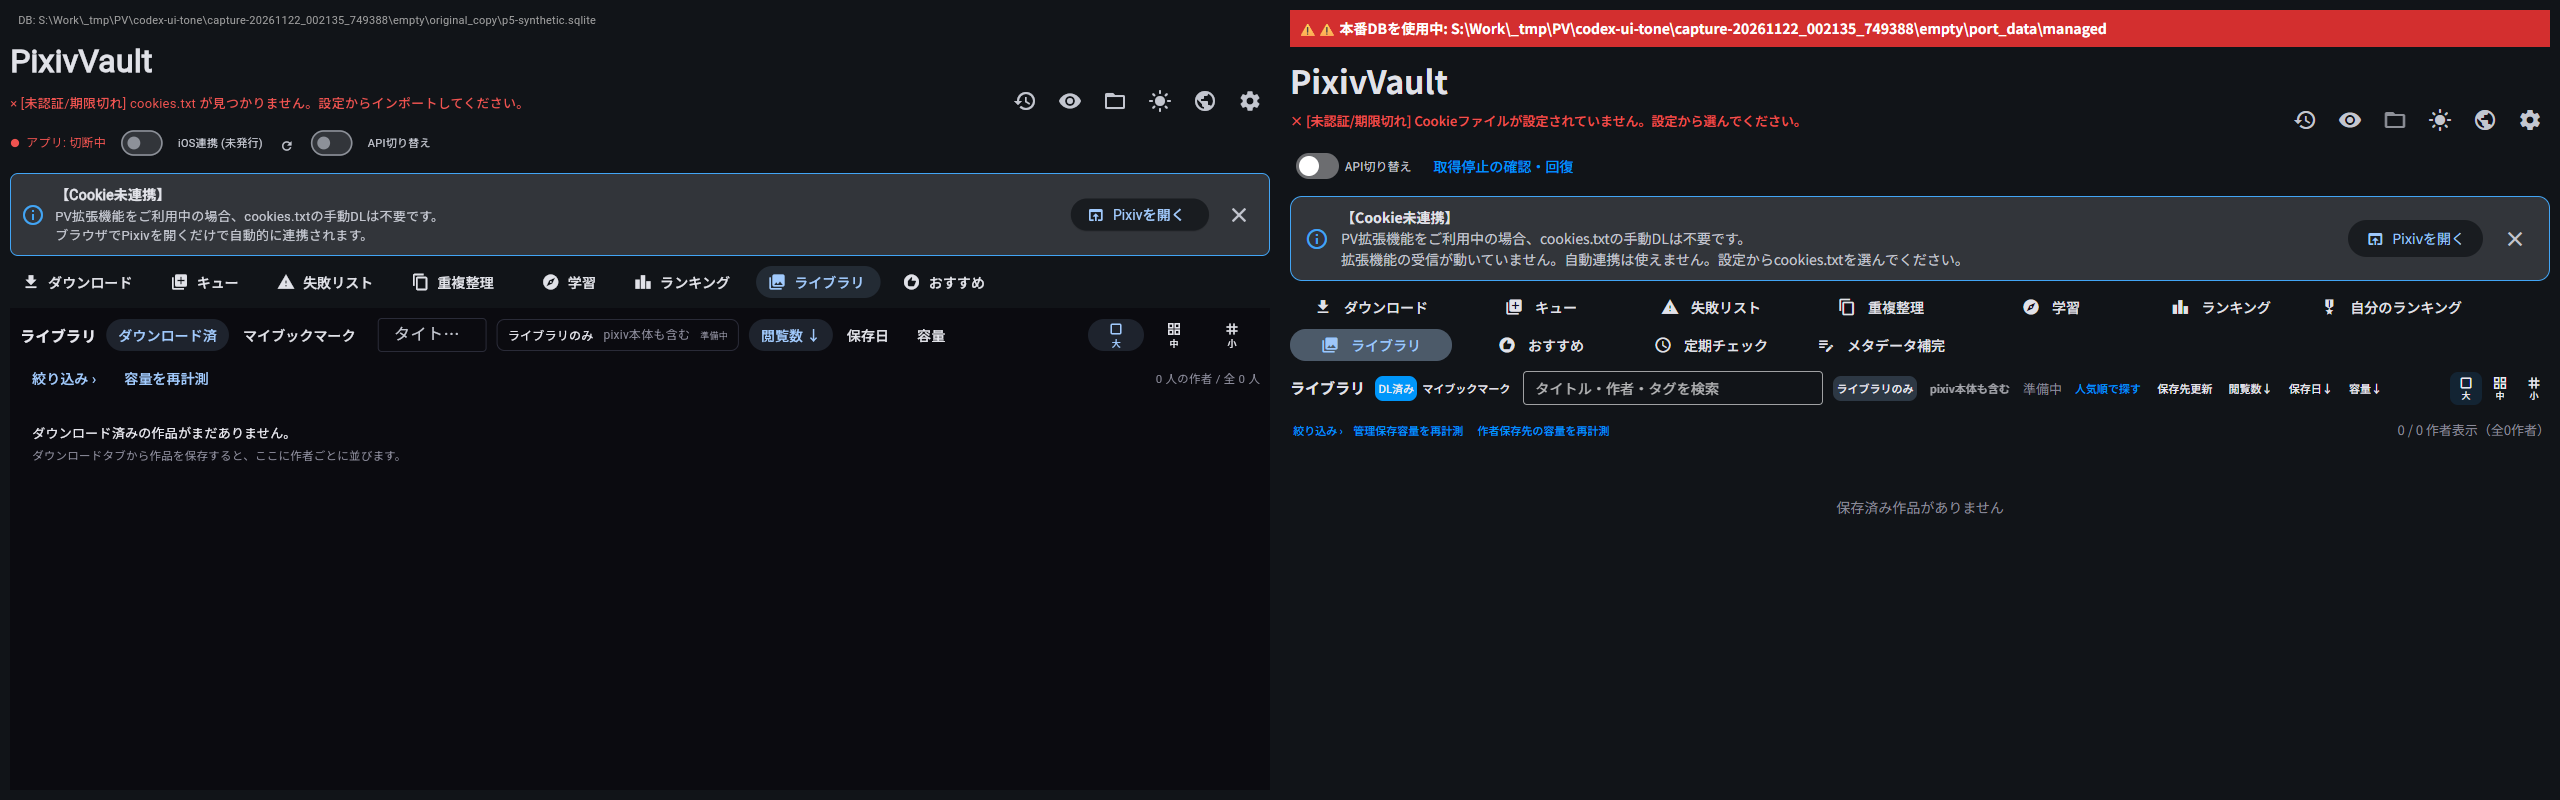 DB: S:\Work\_tmp\PV\codex-ui-tone\capture-20261122_002135_749388\empty\original_copy\p5-synthetic.sqlite
PixivVault
× [未認証/期限切れ] cookies.txt が見つかりません。設定からインポートしてください。
アプリ: 切断中 iOS連携 (未発行) API切り替え
【Cookie未連携】
PV拡張機能をご利用中の場合、cookies.txtの手動DLは不要です。
ブラウザでPixivを開くだけで自動的に連携されます。
Pixivを開く
ダウンロード キュー 失敗リスト 重複整理 学習 ランキング ライブラリ おすすめ
ライブラリ ダウンロード済 マイブックマーク タイト… ライブラリのみ pixiv本体も含む 準備中 閲覧数↓ 保存日 容量 大 中 小
絞り込み › 容量を再計測 0 人の作者 / 全 0 人
ダウンロード済みの作品がまだありません。
ダウンロードタブから作品を保存すると、ここに作者ごとに並びます。
本番DBを使用中: S:\Work\_tmp\PV\codex-ui-tone\capture-20261122_002135_749388\empty\port_data\managed
PixivVault
× [未認証/期限切れ] Cookieファイルが設定されていません。設定から選んでください。
API切り替え 取得停止の確認・回復
【Cookie未連携】
PV拡張機能をご利用中の場合、cookies.txtの手動DLは不要です。
拡張機能の受信が動いていません。自動連携は使えません。設定からcookies.txtを選んでください。
Pixivを開く
ダウンロード キュー 失敗リスト 重複整理 学習 ランキング 自分のランキング
ライブラリ おすすめ 定期チェック メタデータ補完
ライブラリ DL済み マイブックマーク タイトル・作者・タグを検索 ライブラリのみ pixiv本体も含む 準備中 人気順で探す 保存先更新 閲覧数↓ 保存日↓ 容量↓ 大 中 小
絞り込み › 管理保存容量を再計測 作者保存先の容量を再計測 0 / 0 作者表示（全0作者）
保存済み作品がありません